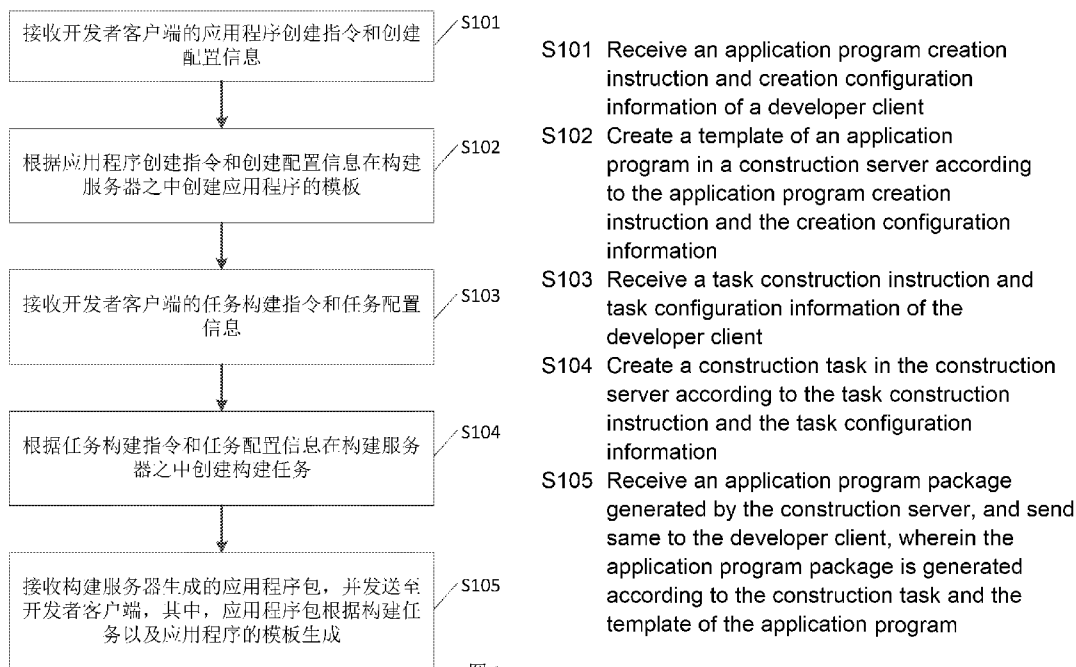 接收开发者客户端的应用程序创建指令和创建
配置信息
S101
根据应用程序创建指令和创建配置信息在构建
服务器之中创建应用程序的模板
S102
接收开发者客户端的任务构建指令和任务配置
信息
S103
根据任务构建指令和任务配置信息在构建服务
器之中创建构建任务
S104
接收构建服务器生成的应用程序包，并发送至
开发者客户端，其中，应用程序包根据构建任
务以及应用程序的模板生成
S105
S101 Receive an application program creation
instruction and creation configuration
information of a developer client
S102 Create a template of an application
program in a construction server according
to the application program creation
instruction and the creation configuration
information
S103 Receive a task construction instruction and
task configuration information of the
developer client
S104 Create a construction task in the construction
server according to the task construction
instruction and the task configuration
information
S105 Receive an application program package
generated by the construction server, and send
same to the developer client, wherein the
application program package is generated
according to the construction task and the
template of the application program